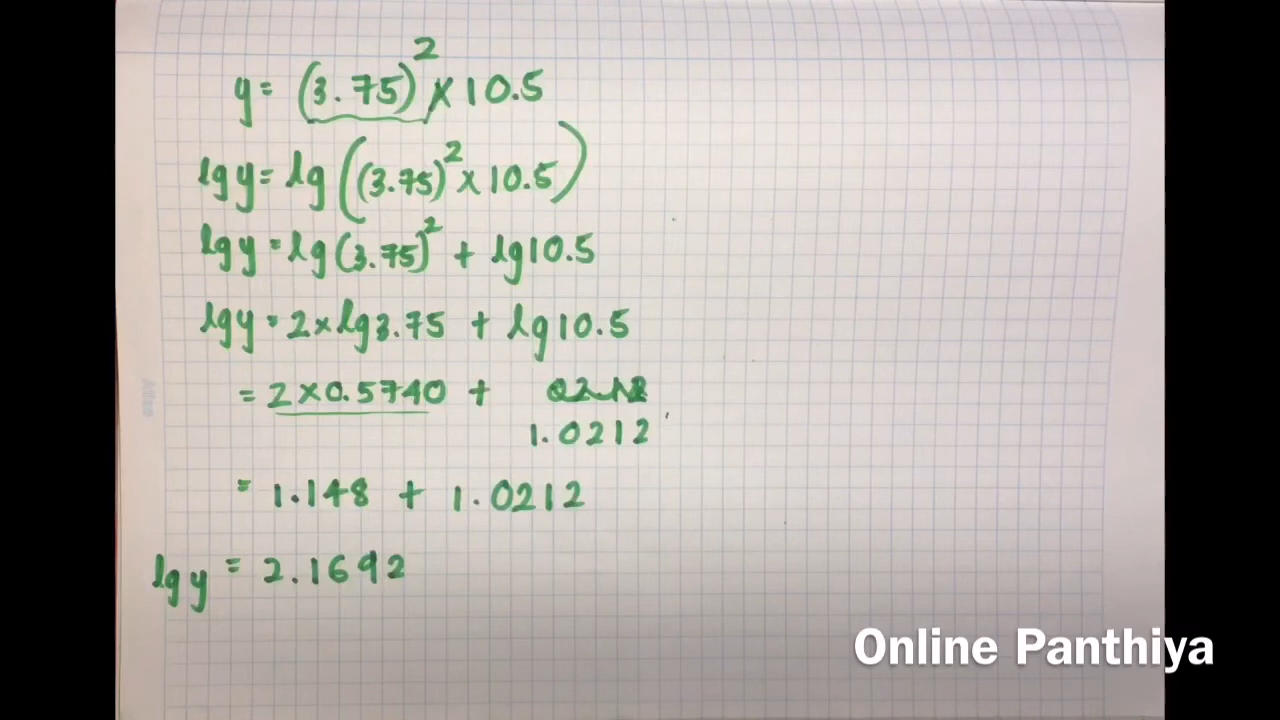 y = (3.75)² × 10.5
lg y = lg ((3.75)² × 10.5)
lg y = lg (3.75)² + lg 10.5
lg y = 2 × lg 3.75 + lg 10.5
= 2 × 0.5740 +
1.0212
= 1.148 + 1.0212
lg y = 2.1692
Online Panthiya